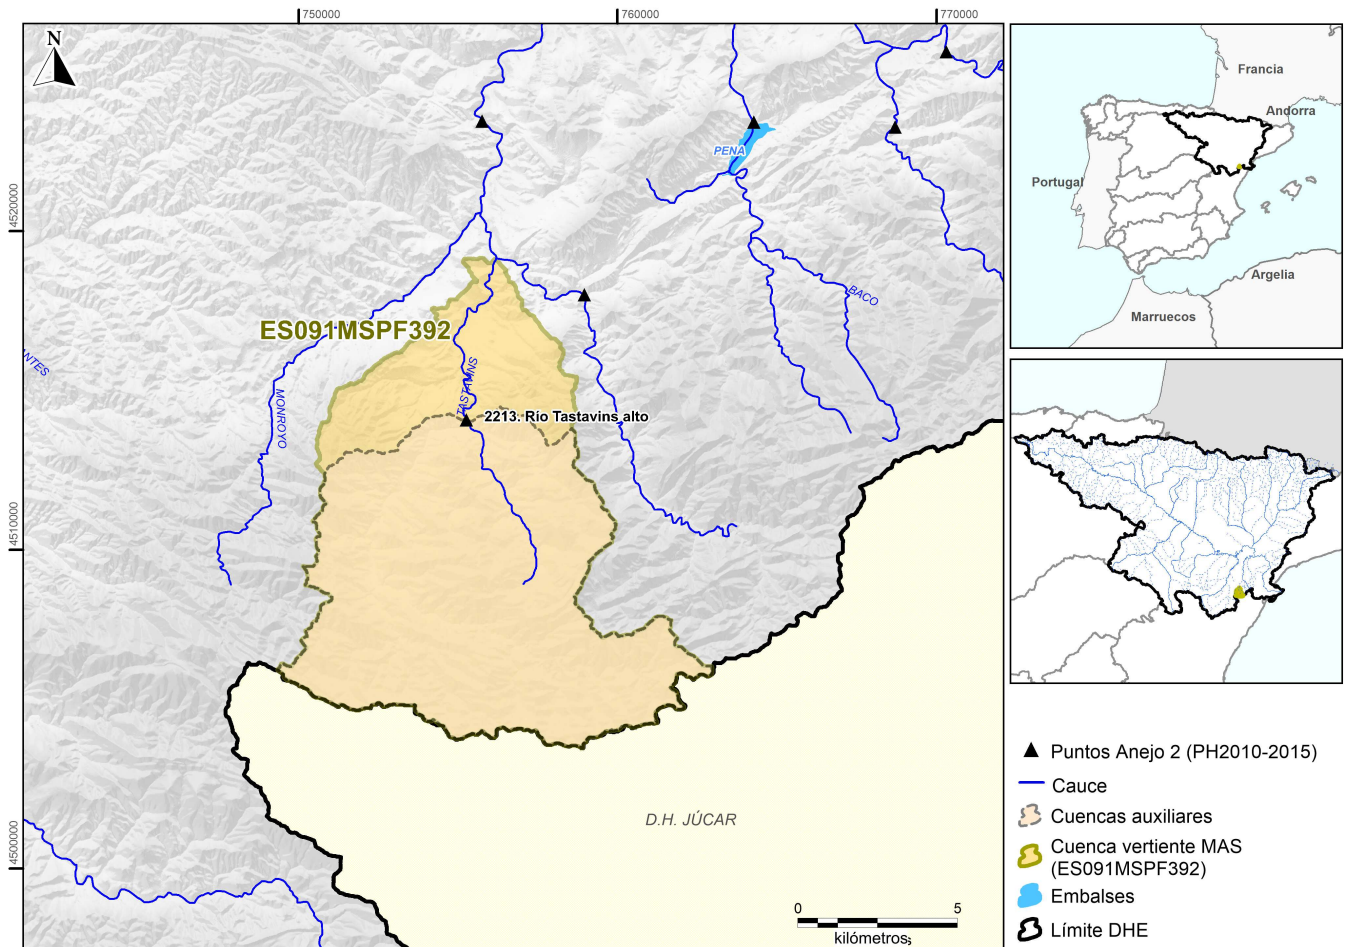 750000
760000
770000
N
4520000
4510000
4500000
PENA
BACO
ANTES
MONROYO
TASTAVINS
ES091MSPF392
2213. Río Tastavins alto
D.H. JÚCAR
0
5
kilómetros
Francia
Andorra
Portugal
Argelia
Marruecos
Puntos Anejo 2 (PH2010-2015)
Cauce
Cuencas auxiliares
Cuenca vertiente MAS
(ES091MSPF392)
Embalses
Límite DHE